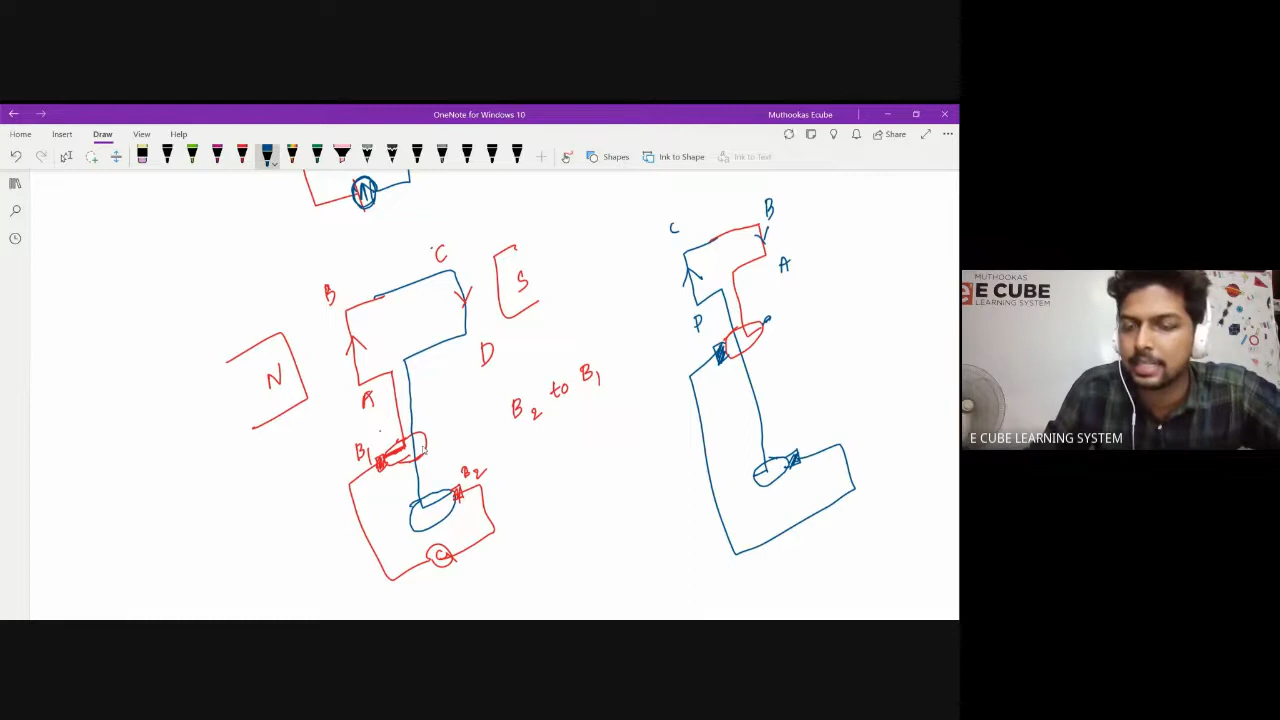 OneNote for Windows 10
Muthookas Ecube
Home Insert Draw View Help
Share
Shapes
Ink to Shape
Ink to Text
B
C
S
N
A
D
B2 to B1
B1
B2
G
C
B
A
P
MUTHOOKAS
E CUBE
LEARNING SYSTEM
E CUBE LEARNING SYSTEM